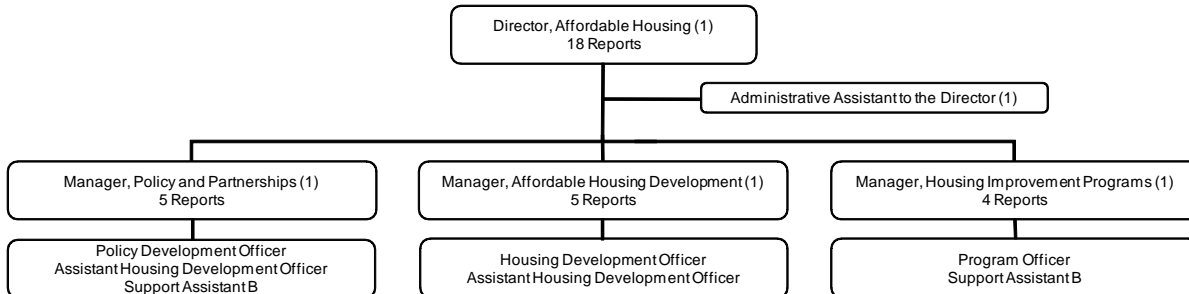 Director, Affordable Housing (1)
18 Reports
Administrative Assistant to the Director (1)
Manager, Policy and Partnerships (1)
5 Reports
Manager, Affordable Housing Development (1)
5 Reports
Manager, Housing Improvement Programs (1)
4 Reports
Policy Development Officer
Assistant Housing Development Officer
Support Assistant B
Housing Development Officer
Assistant Housing Development Officer
Program Officer
Support Assistant B